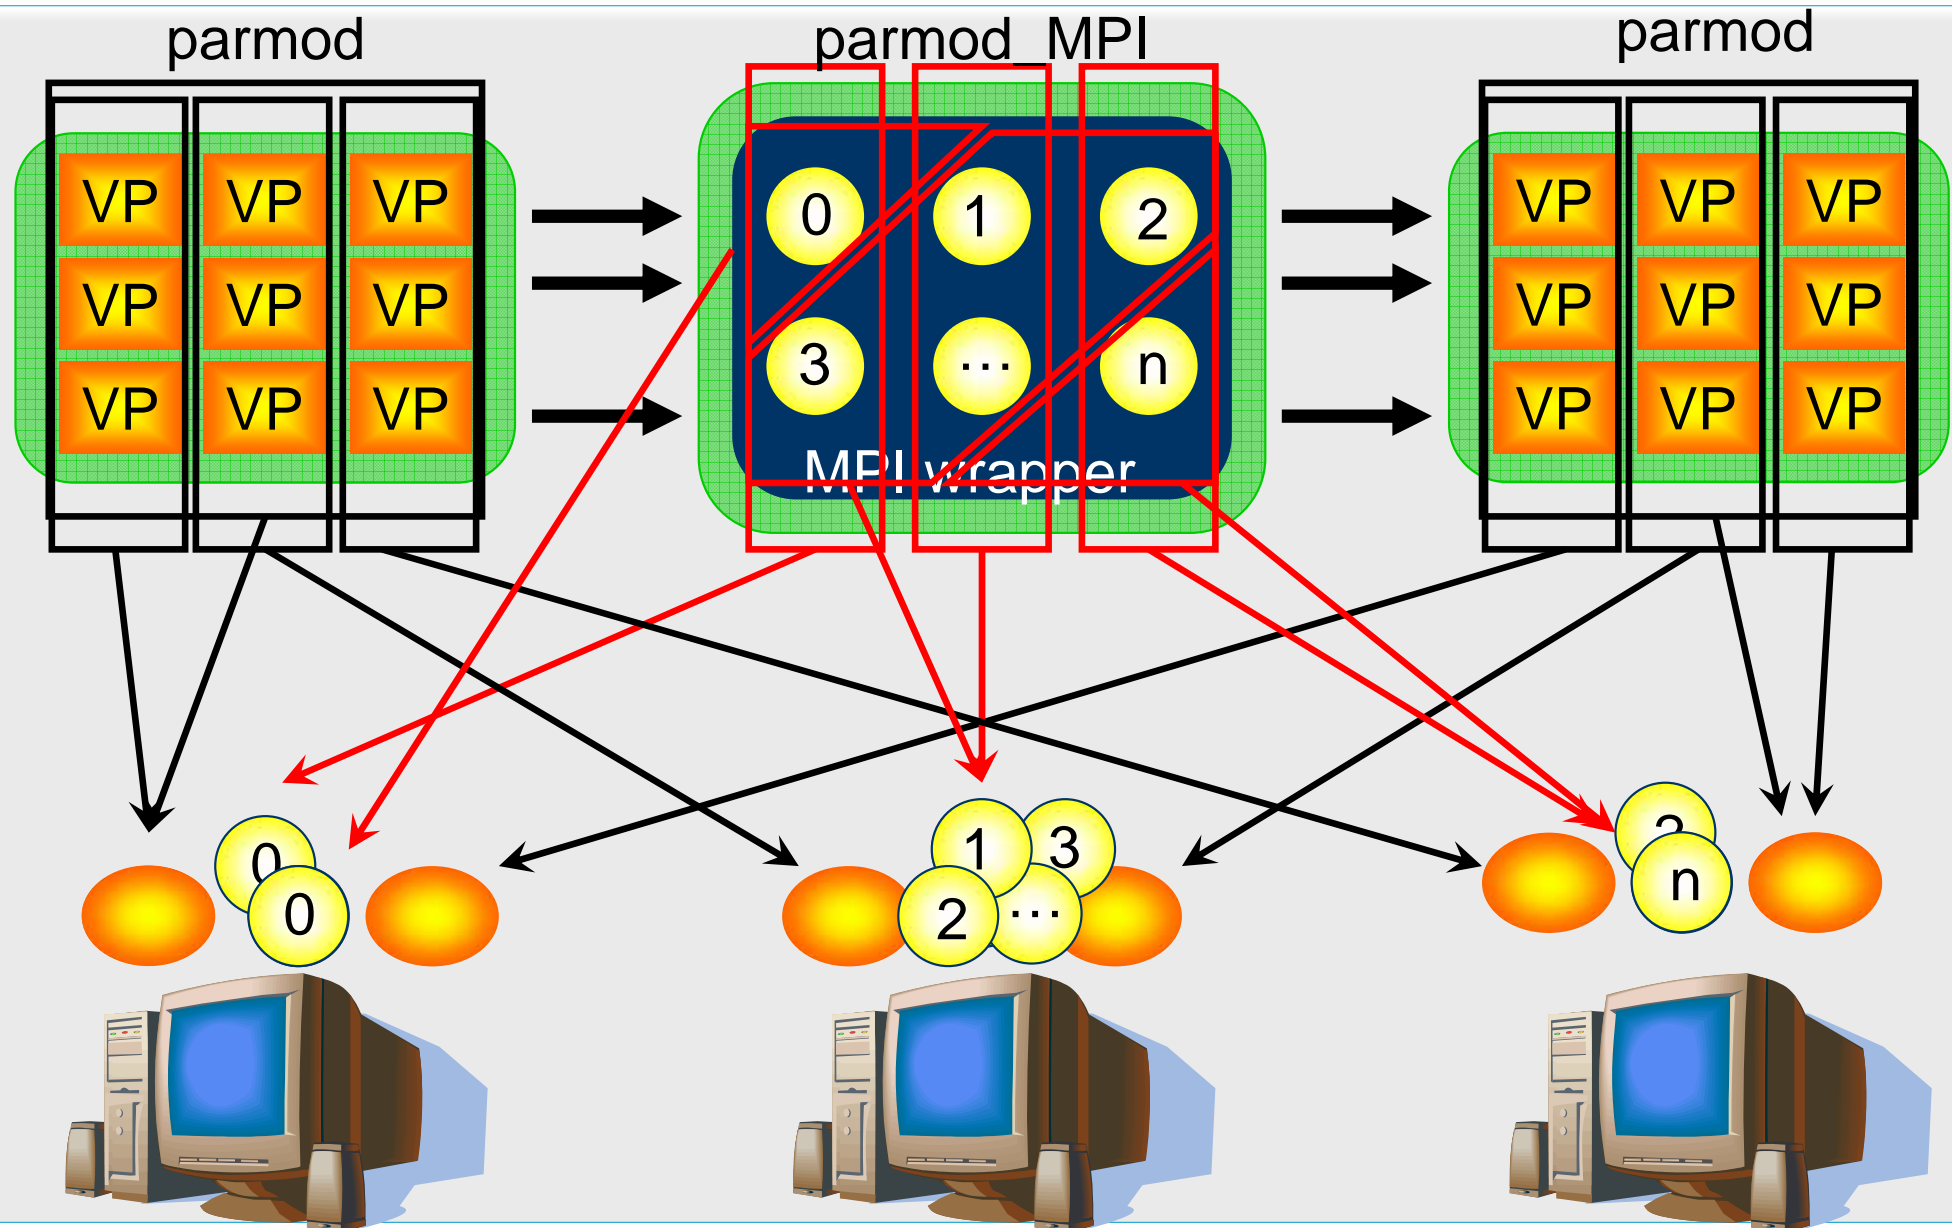 parmod parmod_MPI parmod
VP VP VP 0 1 2 VP VP VP
VP VP VP VP VP VP
3 ... n
VP VP VP VP VP VP
MPI wrapper
1 3
0 n
0 2 ...